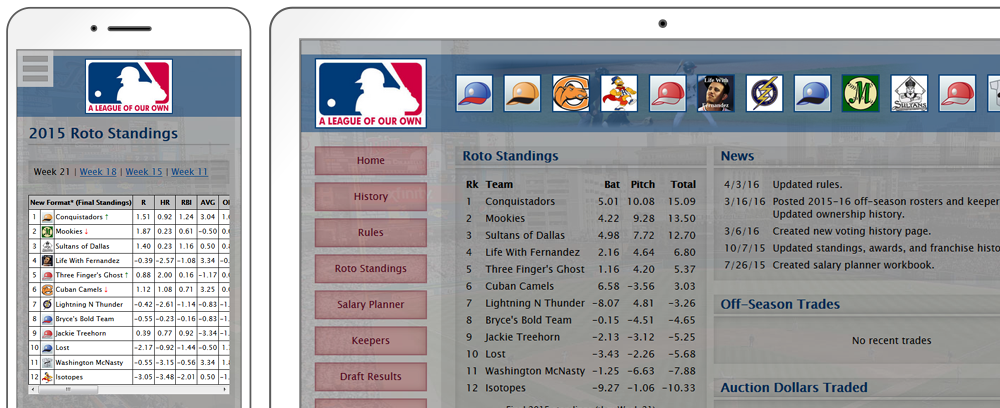 A LEAGUE OF OUR OWN
2015 Roto Standings
Week 21 | Week 18 | Week 15 | Week 11
New Format* (Final Standings) R HR RBI AVG
1 Conquistadors ↑ 1.51 0.92 1.24 3.04
2 Mookies ↓ 1.87 0.23 0.61 -0.50
3 Sultans of Dallas 1.40 0.23 1.16 0.50
4 Life With Fernandez -0.39 -2.57 -1.08 3.34
5 Three Finger's Ghost ↑ 0.88 2.00 0.16 -1.17
6 Cuban Camels ↓ 1.12 1.08 0.71 3.25
7 Lightning N Thunder -0.42 -2.61 -1.14 -0.83
8 Bryce's Bold Team -0.55 -0.23 -0.16 -0.83
9 Jackie Treehorn 0.39 0.77 0.92 -3.34
10 Lost -2.17 -0.92 -1.44 -0.50
11 Washington McNasty -0.55 -3.15 -0.56 3.34
12 Isotopes -3.05 -3.48 -2.01 0.50
A LEAGUE OF OUR OWN
Life With
Fernandez
M
SULTANS
Home
History
Rules
Roto Standings
Salary Planner
Keepers
Draft Results
Roto Standings
Rk Team Bat Pitch Total
1 Conquistadors 5.01 10.08 15.09
2 Mookies 4.22 9.28 13.50
3 Sultans of Dallas 4.98 7.72 12.70
4 Life With Fernandez 2.16 4.64 6.80
5 Three Finger's Ghost 1.16 4.20 5.37
6 Cuban Camels 6.58 -3.56 3.03
7 Lightning N Thunder -8.07 4.81 -3.26
8 Bryce's Bold Team -0.15 -4.51 -4.65
9 Jackie Treehorn -2.13 -3.12 -5.25
10 Lost -3.43 -2.26 -5.68
11 Washington McNasty -1.25 -6.63 -7.88
12 Isotopes -9.27 -1.06 -10.33
News
4/3/16 Updated rules.
3/16/16 Posted 2015-16 off-season rosters and keeper
Updated ownership history.
3/6/16 Created new voting history page.
10/7/15 Updated standings, awards, and franchise histo
7/26/15 Created salary planner workbook.
Off-Season Trades
No recent trades
Auction Dollars Traded